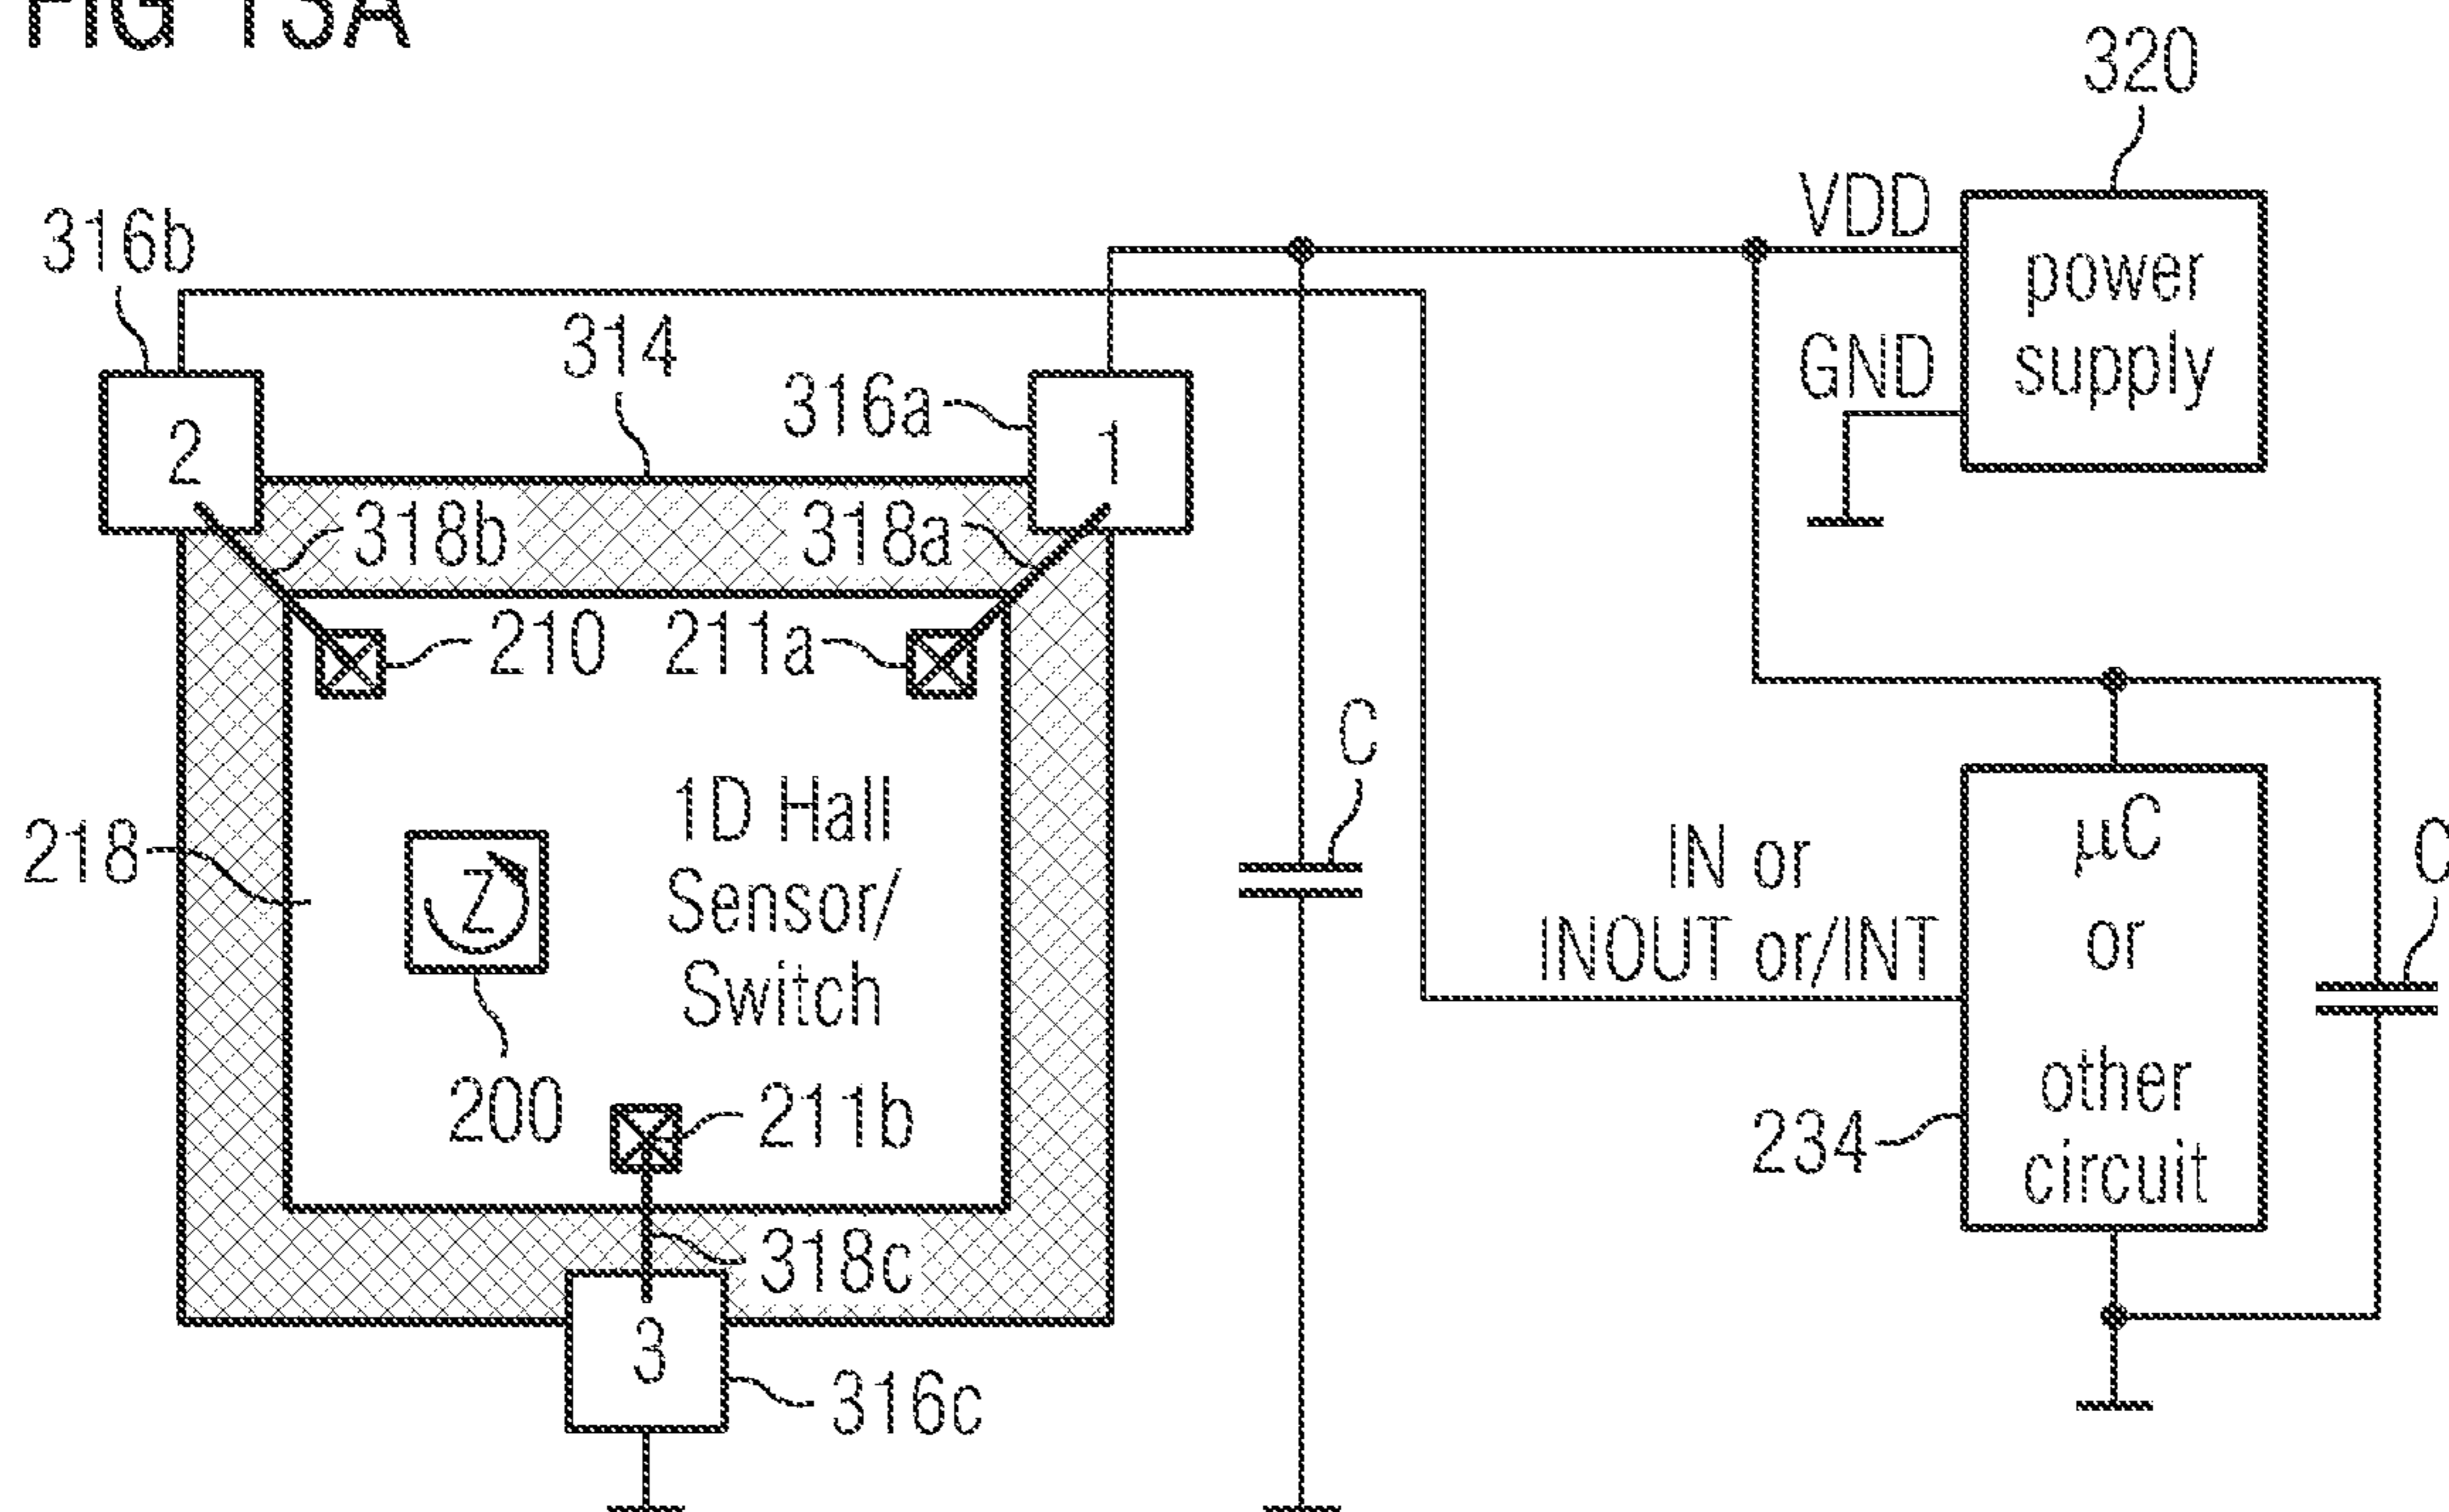 FIG 13A
320
VDD
power
supply
GND
316b
314
316a
2
1
318b
318a
210
211a
C
1D Hall
Sensor/
Switch
218
Z
200
211b
IN or
INOUT or/INT
µC
or
other
circuit
C
234
318c
3
316c